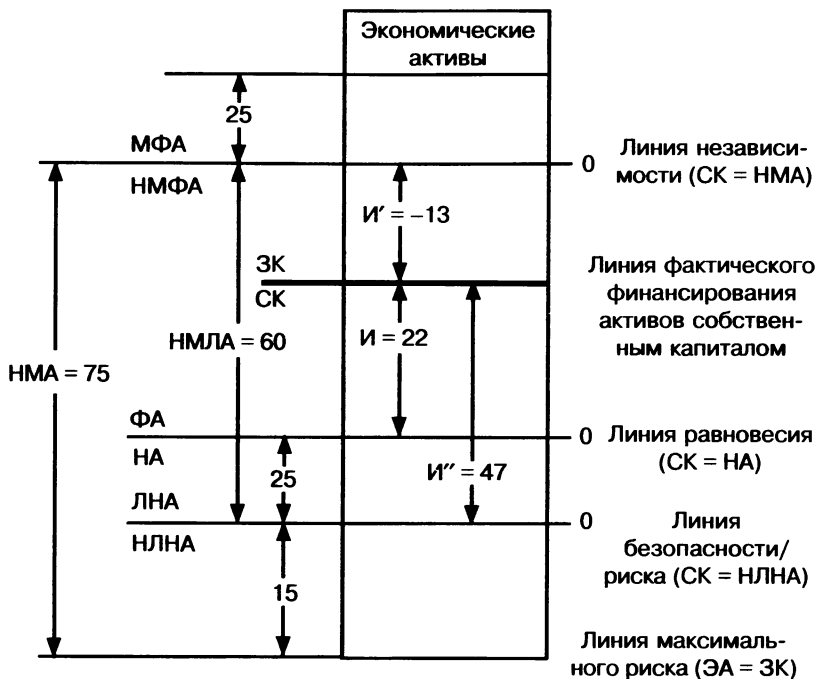 Экономические
активы
25
МФА
0
Линия независи-
мости (СК = НМА)
НМФА
И′ = –13
ЗК
СК
Линия фактического
финансирования
активов собствен-
ным капиталом
НМЛА = 60
И = 22
НМА = 75
ФА
0
Линия равновесия
(СК = НА)
НА
25
И″ = 47
ЛНА
0
Линия
безопасности/
риска (СК = НЛНА)
НЛНА
15
Линия максималь-
ного риска (ЭА = ЗК)